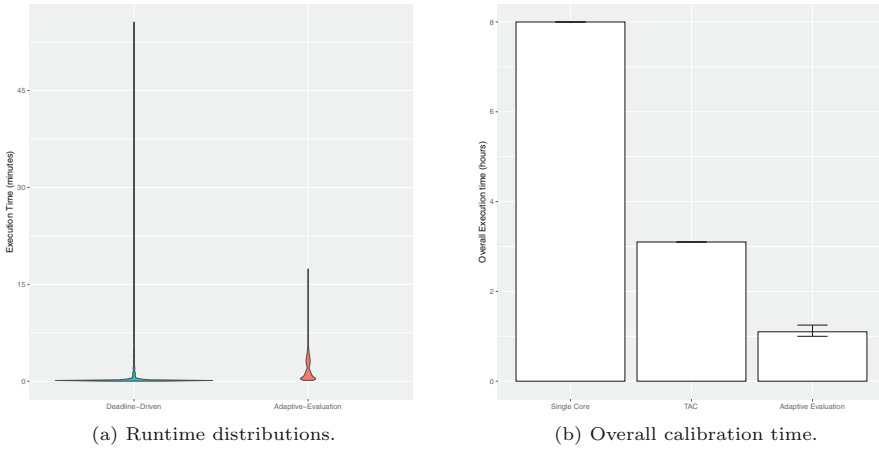 Execution Time (minutes)
45
30
15
0
Deadline−Driven
Adaptive−Evaluation
(a) Runtime distributions.
Overall Execution time (hours)
8
6
4
2
0
Single Core
TAC
Adaptive Evaluation
(b) Overall calibration time.